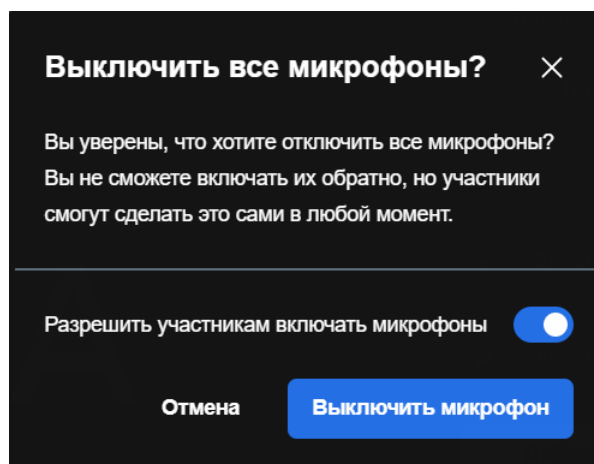 Выключить все микрофоны?
Вы уверены, что хотите отключить все микрофоны?
Вы не сможете включать их обратно, но участники
смогут сделать это сами в любой момент.
Разрешить участникам включать микрофоны
Отмена
Выключить микрофон